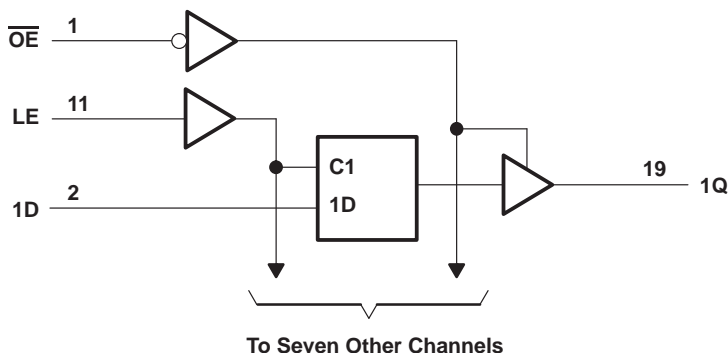 OE 1
LE 11
1D 2
C1
1D
19
1Q
To Seven Other Channels